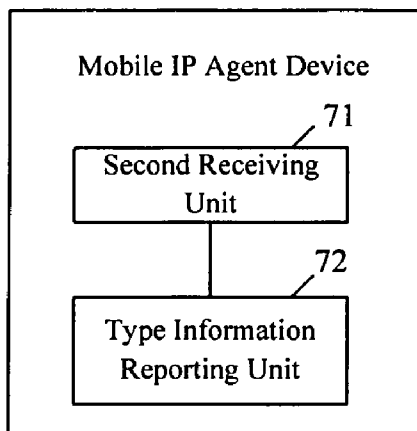 Mobile IP Agent Device
71
Second Receiving
Unit
72
Type Information
Reporting Unit